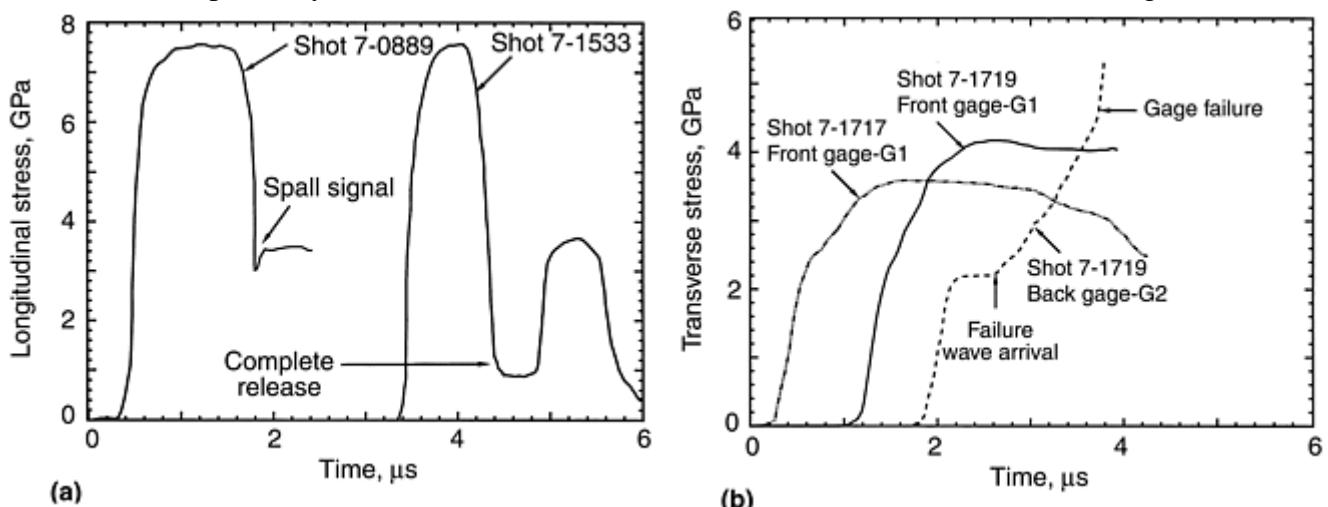 8
6
4
2
0
Longitudinal stress, GPa
Shot 7-0889
Shot 7-1533
Spall signal
Complete
release
0
2
4
6
Time, μs
(a)
6
4
2
0
Transverse stress, GPa
Shot 7-1719
Front gage-G1
Shot 7-1717
Front gage-G1
Gage failure
Shot 7-1719
Back gage-G2
Failure
wave arrival
0
2
4
6
Time, μs
(b)